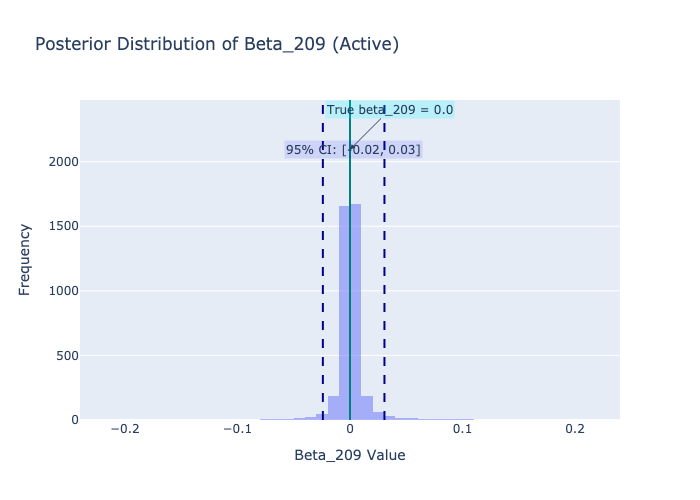 Posterior Distribution of Beta_209 (Active)
True beta_209 = 0.0
95% CI: [−0.02, 0.03]
Frequency
2000
1500
1000
500
0
−0.2
−0.1
0
0.1
0.2
Beta_209 Value